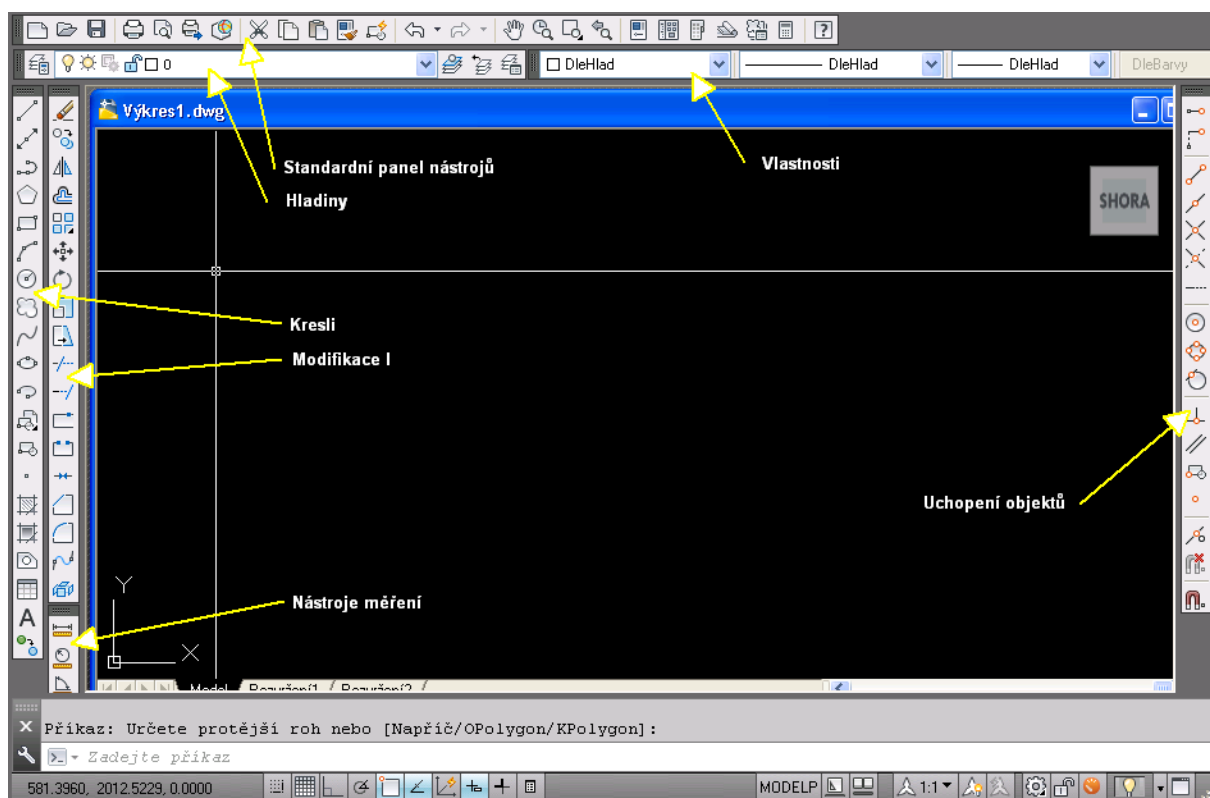 0
DleHlad
DleHlad
DleHlad
DleBarvy
Výkres1.dwg
Standardní panel nástrojů
Vlastnosti
Hladiny
SHORA
Kresli
Modifikace I
Uchopení objektů
Nástroje měření
Y
X
A
Model Rozvržení1 Rozvržení2
Příkaz: Určete protější roh nebo [Napříč/OPolygon/KPolygon]:
Zadejte příkaz
581.3960, 2012.5229, 0.0000
MODELP
1:1